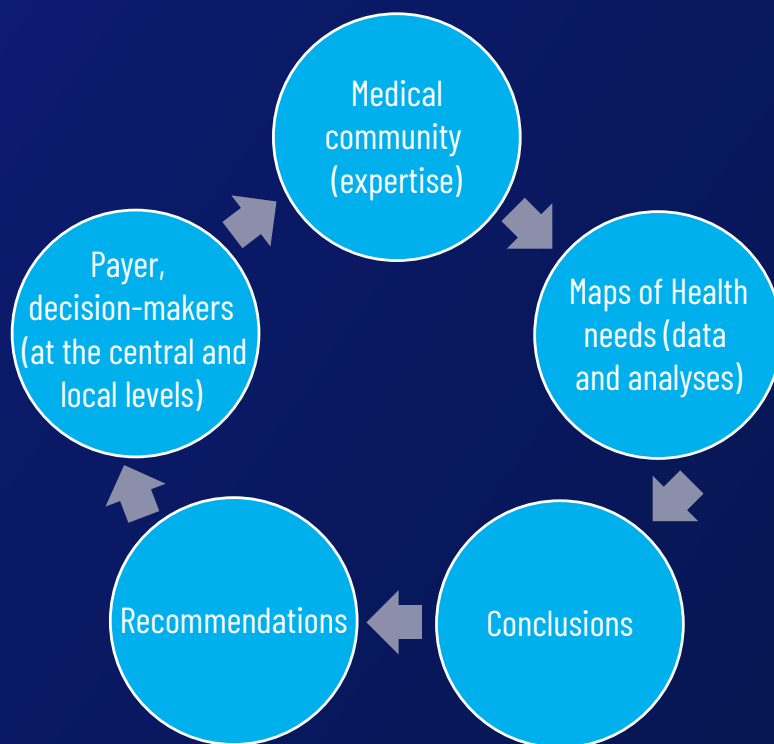 Medical
community
(expertise)
Maps of Health
needs (data
and analyses)
Conclusions
Recommendations
Payer,
decision-makers
(at the central and
local levels)